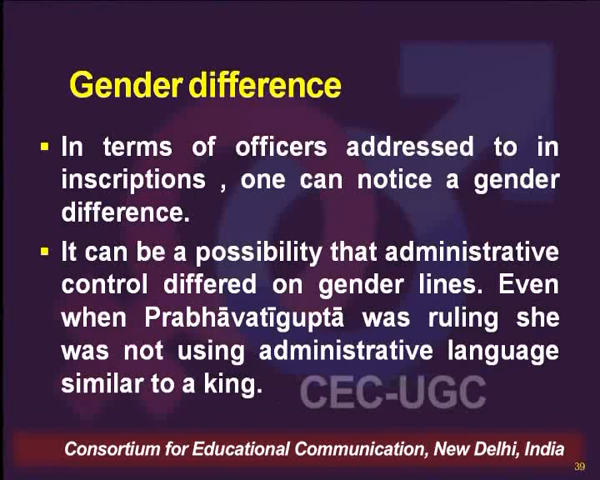 Gender difference
▪ In terms of officers addressed to in
inscriptions , one can notice a gender
difference.
▪ It can be a possibility that administrative
control differed on gender lines. Even
when Prabhāvatīguptā was ruling she
was not using administrative language
similar to a king.
CEC-UGC
Consortium for Educational Communication, New Delhi, India
39